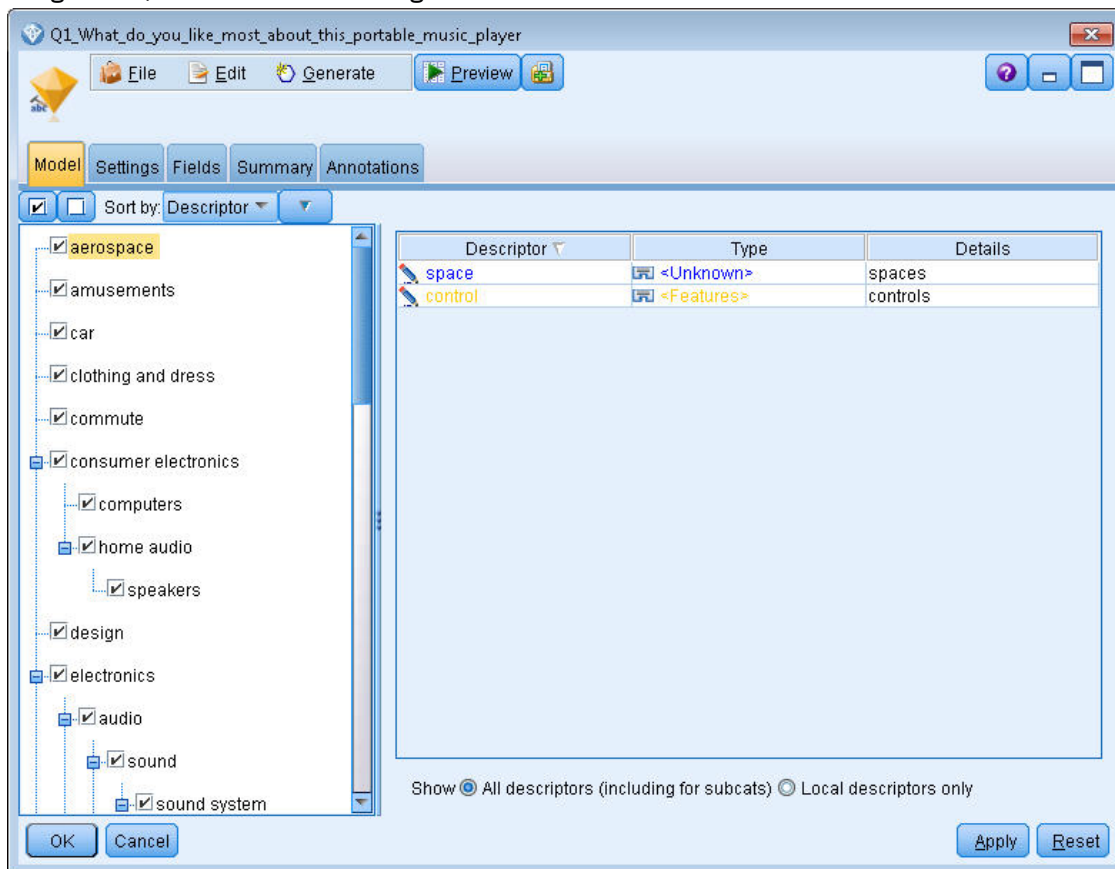 Q1_What_do_you_like_most_about_this_portable_music_player
File Edit Generate Preview
abc
Model Settings Fields Summary Annotations
Sort by: Descriptor
aerospace
amusements
car
clothing and dress
commute
consumer electronics
computers
home audio
speakers
design
electronics
audio
sound
sound system
Descriptor Type Details
space <Unknown> spaces
control <Features> controls
Show All descriptors (including for subcats) Local descriptors only
OK Cancel Apply Reset